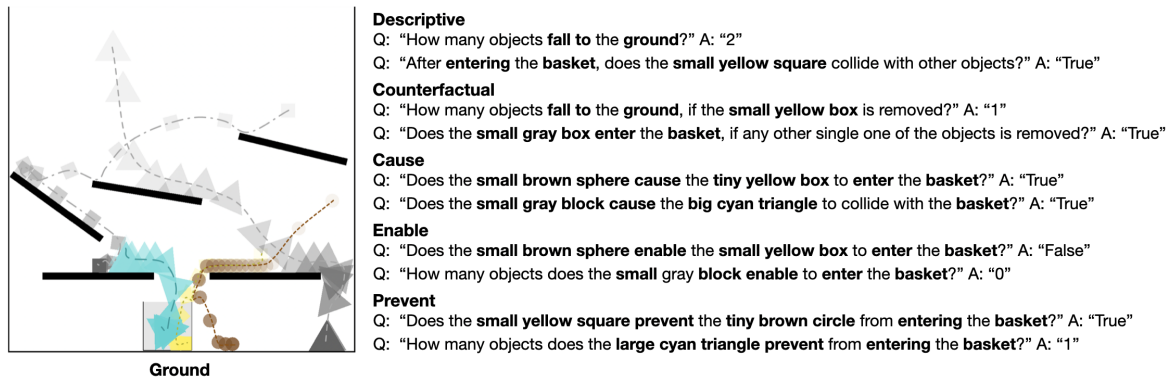 Descriptive
Q: “How many objects fall to the ground?” A: “2”
Q: “After entering the basket, does the small yellow square collide with other objects?” A: “True”
Counterfactual
Q: “How many objects fall to the ground, if the small yellow box is removed?” A: “1”
Q: “Does the small gray box enter the basket, if any other single one of the objects is removed?” A: “True”
Cause
Q: “Does the small brown sphere cause the tiny yellow box to enter the basket?” A: “True”
Q: “Does the small gray block cause the big cyan triangle to collide with the basket?” A: “True”
Enable
Q: “Does the small brown sphere enable the small yellow box to enter the basket?” A: “False”
Q: “How many objects does the small gray block enable to enter the basket?” A: “0”
Prevent
Q: “Does the small yellow square prevent the tiny brown circle from entering the basket?” A: “True”
Q: “How many objects does the large cyan triangle prevent from entering the basket?” A: “1”
Ground